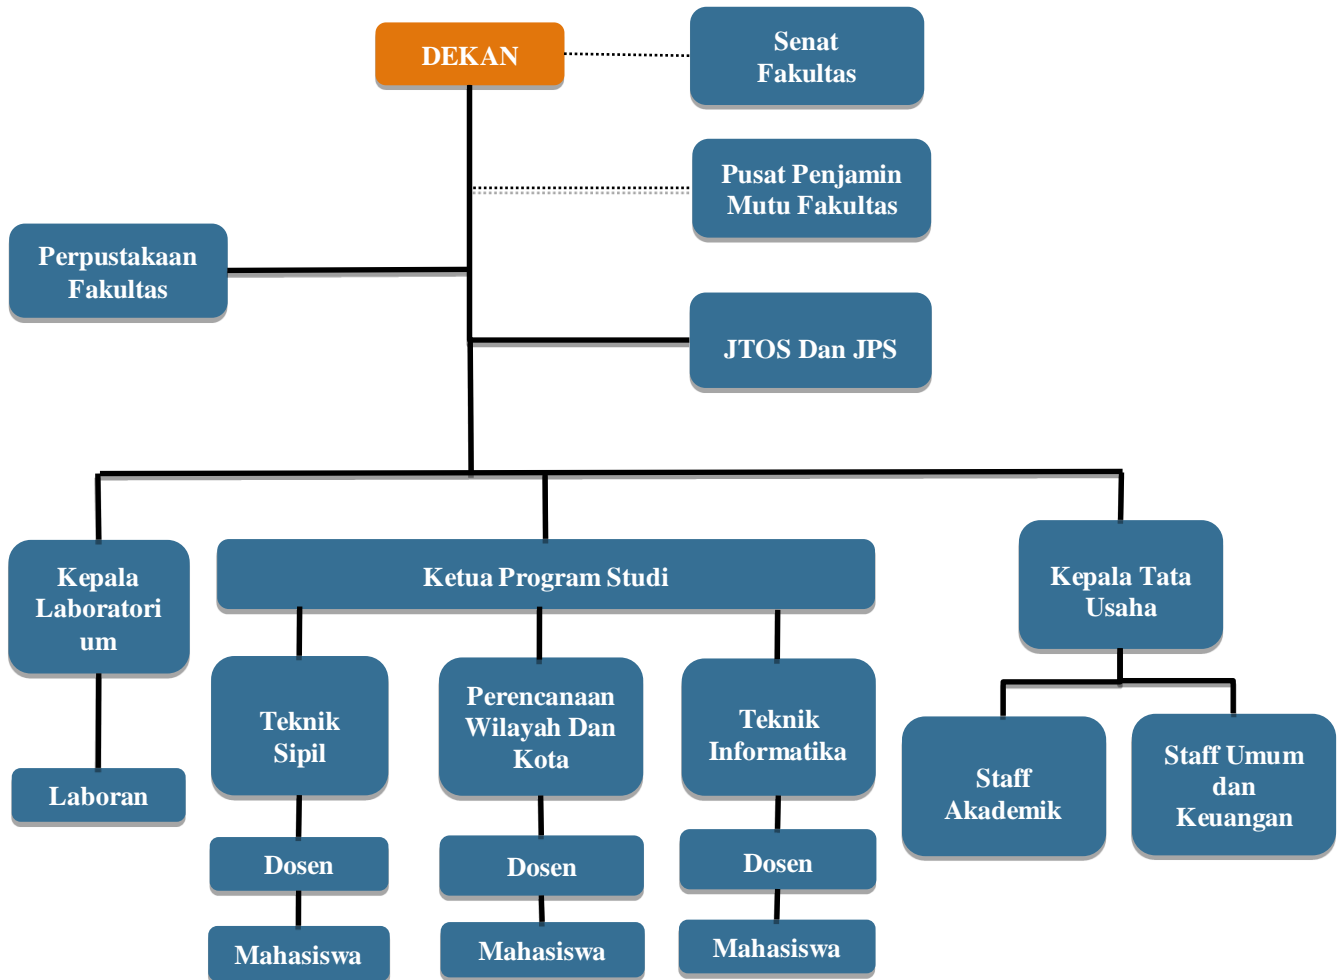 DEKAN
Senat
Fakultas
Pusat Penjamin
Mutu Fakultas
Perpustakaan
Fakultas
JTOS Dan JPS
Kepala
Laboratori
um
Ketua Program Studi
Kepala Tata
Usaha
Teknik
Sipil
Perencanaan
Wilayah Dan
Kota
Teknik
Informatika
Laboran
Staff
Akademik
Staff Umum
dan
Keuangan
Dosen
Dosen
Dosen
Mahasiswa
Mahasiswa
Mahasiswa